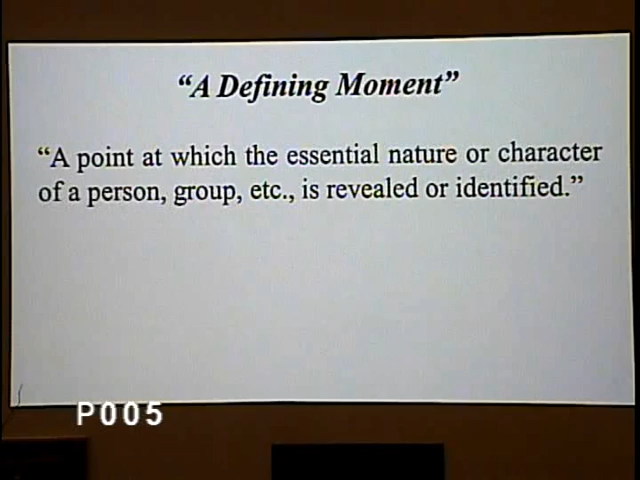 “A Defining Moment”
“A point at which the essential nature or character
of a person, group, etc., is revealed or identified.”
P005